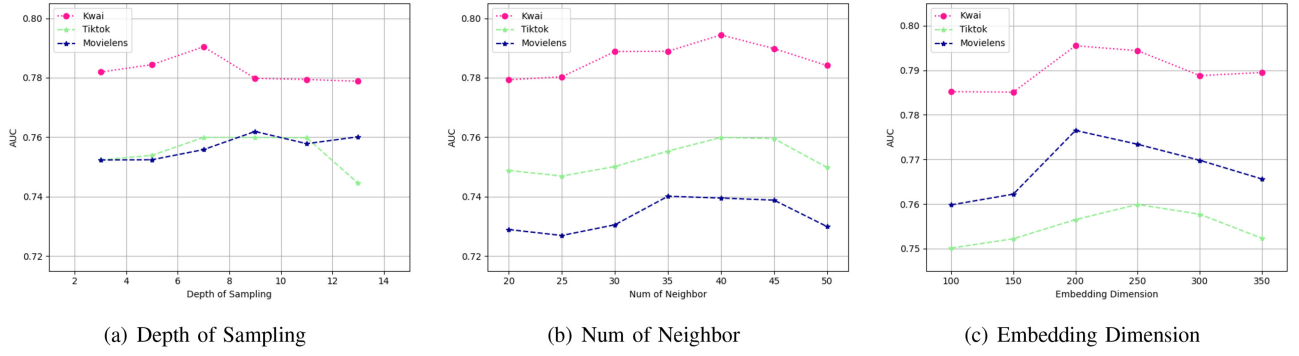 Kwai
Tiktok
Movielens
AUC
0.80
0.78
0.76
0.74
0.72
2 4 6 8 10 12 14
Depth of Sampling
(a) Depth of Sampling
Kwai
Tiktok
Movielens
AUC
0.80
0.78
0.76
0.74
0.72
20 25 30 35 40 45 50
Num of Neighbor
(b) Num of Neighbor
Kwai
Tiktok
Movielens
AUC
0.80
0.79
0.78
0.77
0.76
0.75
100 150 200 250 300 350
Embedding Dimension
(c) Embedding Dimension